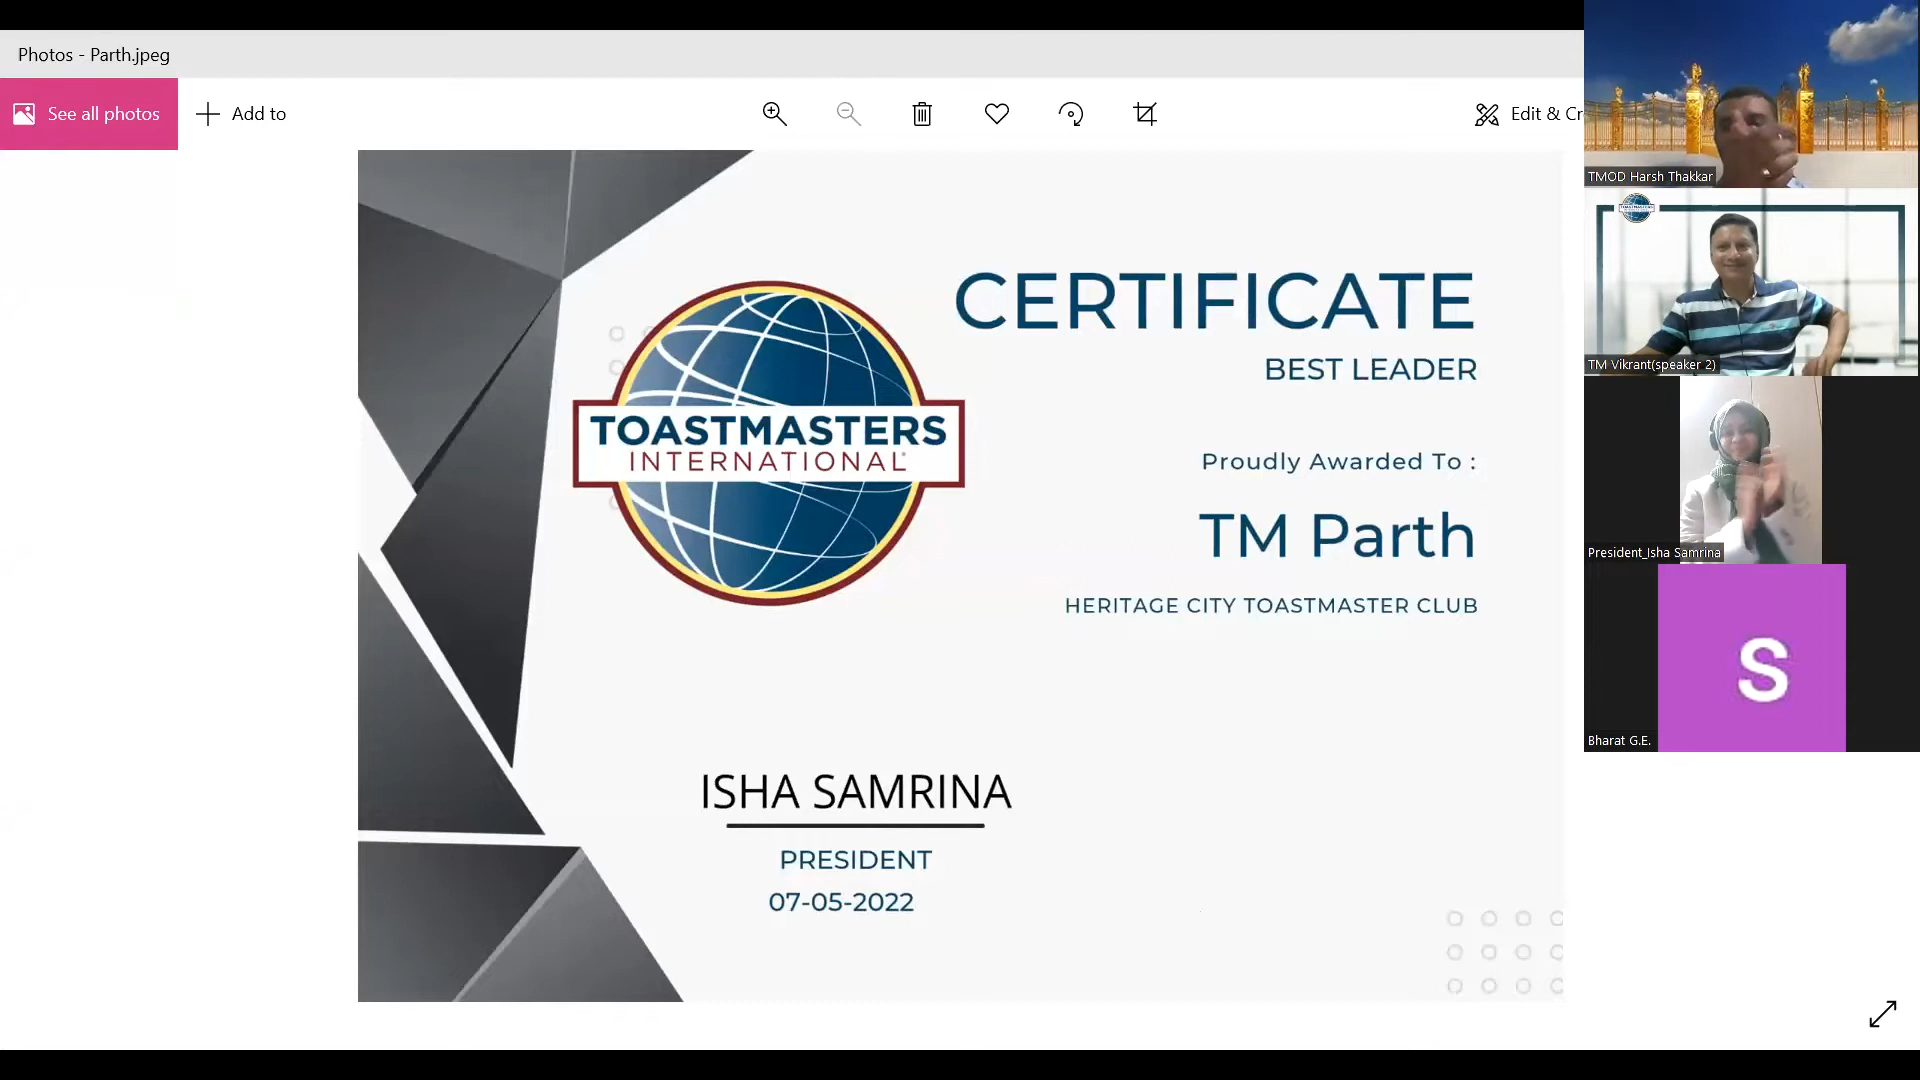 Photos - Parth.jpeg
See all photos
Add to
Edit & Cr
TOASTMASTERS
INTERNATIONAL
CERTIFICATE
BEST LEADER
Proudly Awarded To :
TM Parth
HERITAGE CITY TOASTMASTER CLUB
ISHA SAMRINA
PRESIDENT
07-05-2022
TMOD Harsh Thakkar
TOASTMASTERS
TM Vikrant(speaker 2)
President_Isha Samrina
S
Bharat G.E.